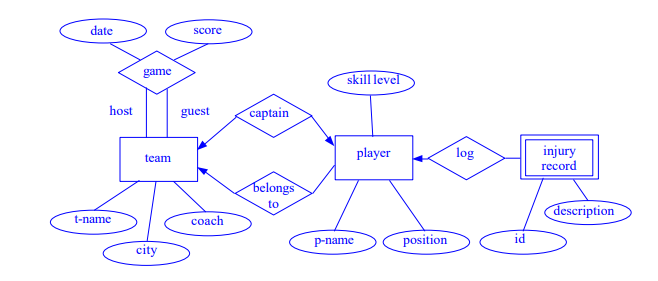 date
score
game
skill level
host
guest
captain
team
player
log
injury
record
belongs
to
t-name
coach
city
p-name
position
id
description